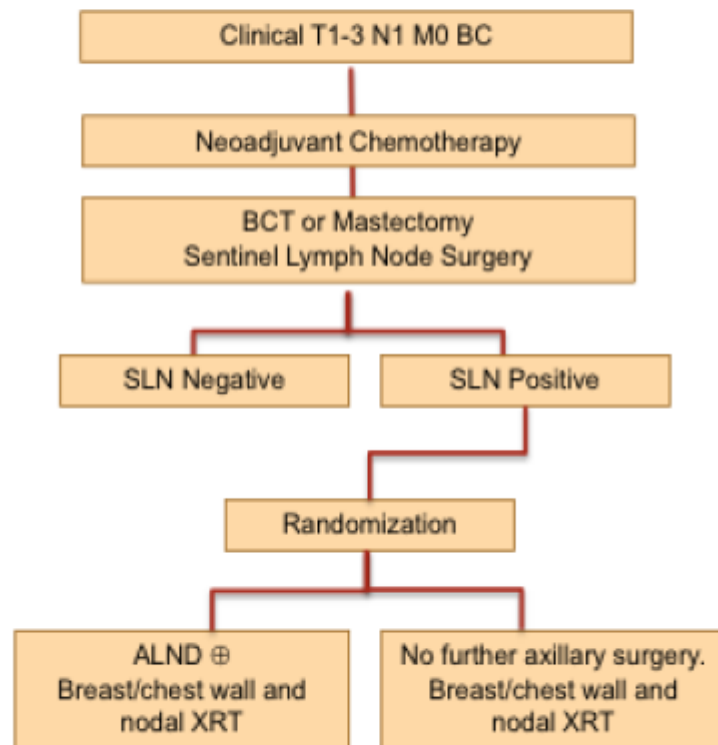 Clinical T1-3 N1 M0 BC
Neoadjuvant Chemotherapy
BCT or Mastectomy
Sentinel Lymph Node Surgery
SLN Negative
SLN Positive
Randomization
ALND ⊕
Breast/chest wall and
nodal XRT
No further axillary surgery.
Breast/chest wall and
nodal XRT